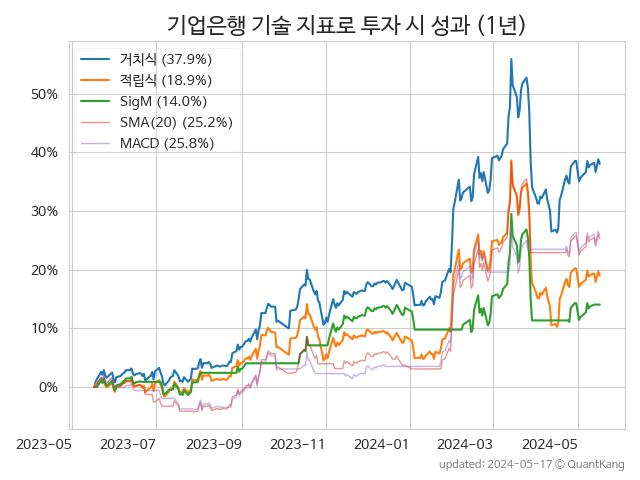 기업은행 기술 지표로 투자 시 성과 (1년)
거치식 (37.9%)
적립식 (18.9%)
SigM (14.0%)
SMA(20) (25.2%)
MACD (25.8%)
50%
40%
30%
20%
10%
0%
2023-05 2023-07 2023-09 2023-11 2024-01 2024-03 2024-05
updated: 2024-05-17 © QuantKang